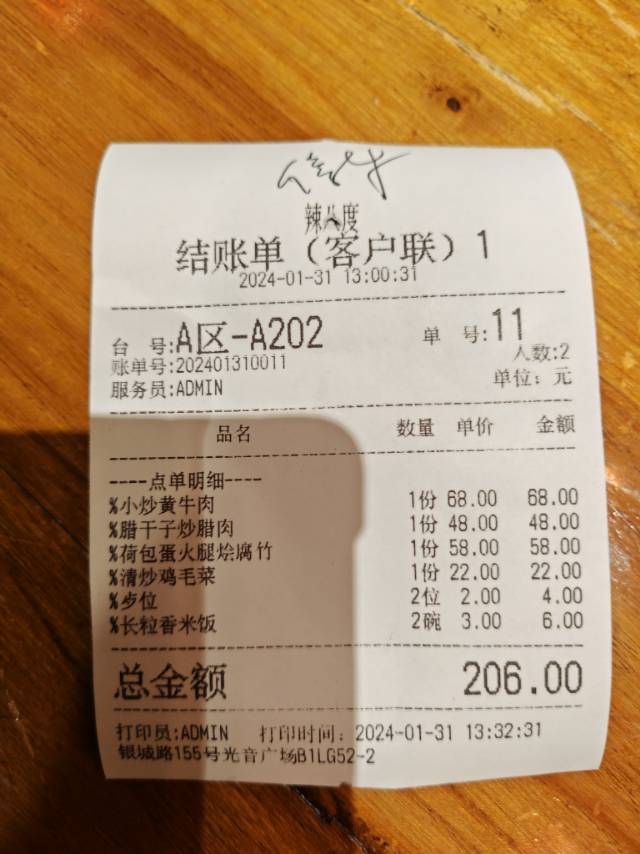 辣八度
结账单（客户联）1
2024-01-31 13:00:31
台 号:A区-A202 单 号:11
账单号:202401310011 人数:2
服务员:ADMIN 单位：元
品名 数量 单价 金额
----点单明细----
%小炒黄牛肉 1份 68.00 68.00
%腊干子炒腊肉 1份 48.00 48.00
%荷包蛋火腿烩腐竹 1份 58.00 58.00
%清炒鸡毛菜 1份 22.00 22.00
%步位 2位 2.00 4.00
%长粒香米饭 2碗 3.00 6.00
总金额 206.00
打印员:ADMIN 打印时间：2024-01-31 13:32:31
银城路155号光音广场B1LG52-2